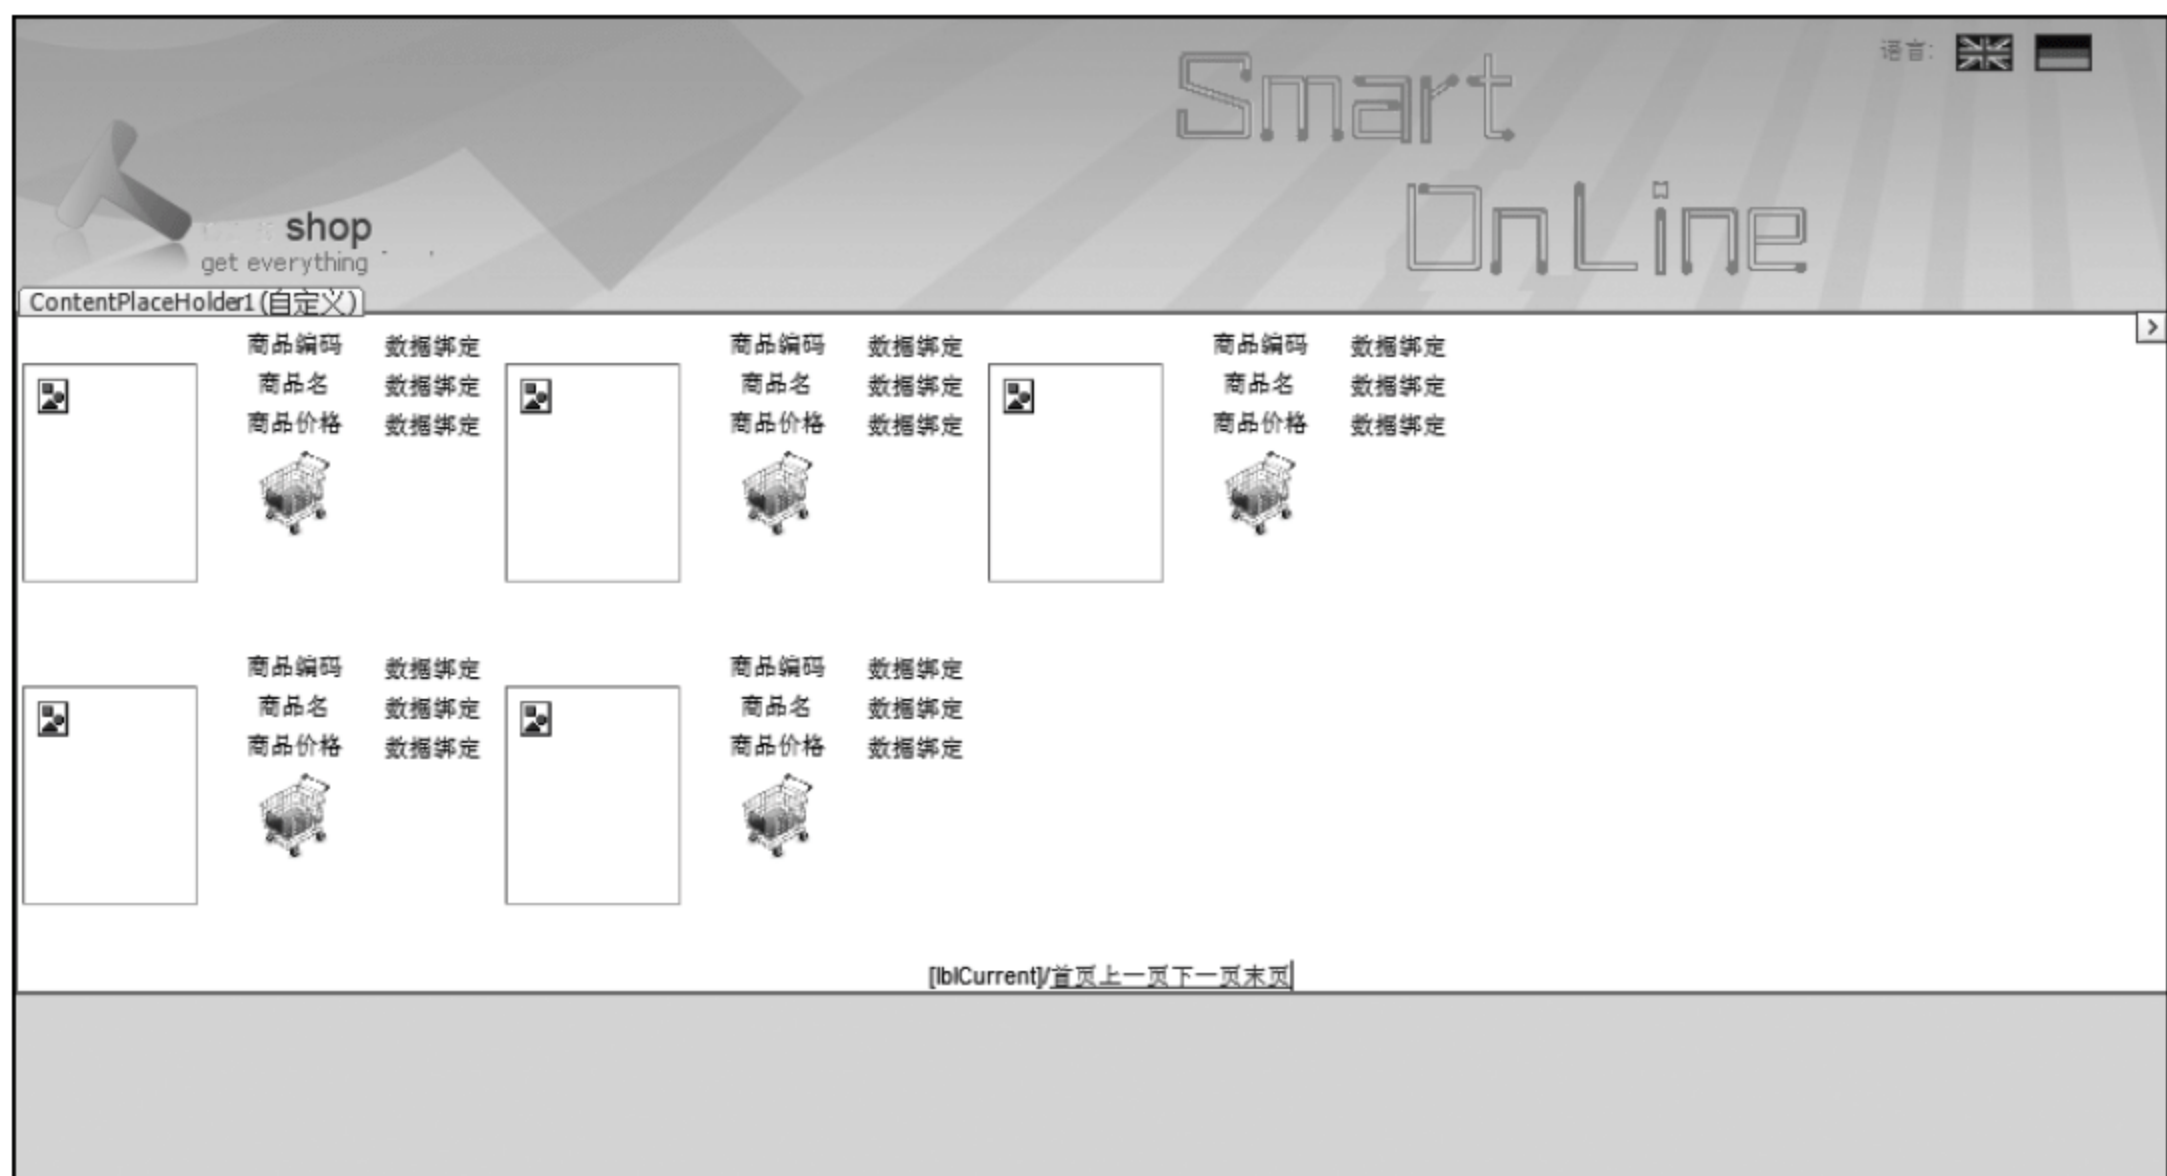 Smart
语言:
OnLine
shop
get everything
ContentPlaceHolder1 (自定义)
商品编码 数据绑定 商品编码 数据绑定 商品编码 数据绑定
商品名 数据绑定 商品名 数据绑定 商品名 数据绑定
商品价格 数据绑定 商品价格 数据绑定 商品价格 数据绑定
商品编码 数据绑定 商品编码 数据绑定
商品名 数据绑定 商品名 数据绑定
商品价格 数据绑定 商品价格 数据绑定
[lblCurrent]/首页上一页下一页末页